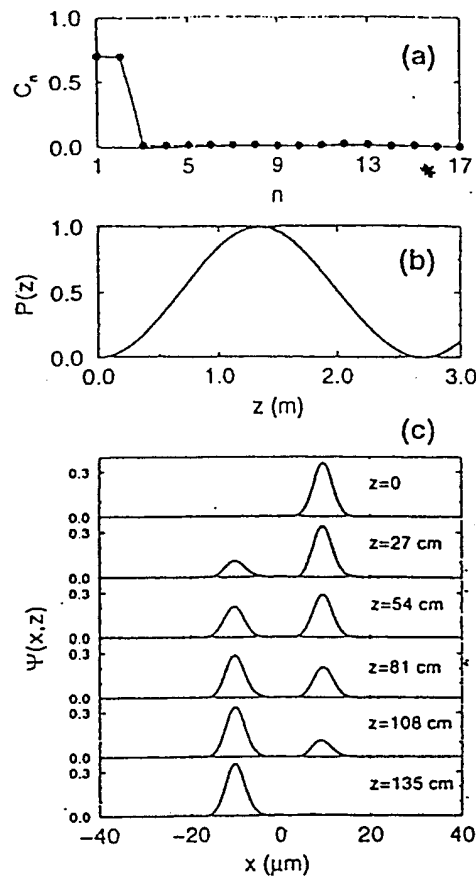 1.0
(a)
C_n
0.5
0.0
1 5 9 13 * 17
n
1.0
(b)
P(z)
0.5
0.0
0.0 1.0 2.0 3.0
z (m)
(c)
0.3
z=0
0.0
0.3
z=27 cm
0.0
0.3
z=54 cm
0.0
Ψ(x,z)
0.3
z=81 cm
0.0
0.3
z=108 cm
0.0
0.3
z=135 cm
0.0
−40 −20 0 20 40
x (μm)